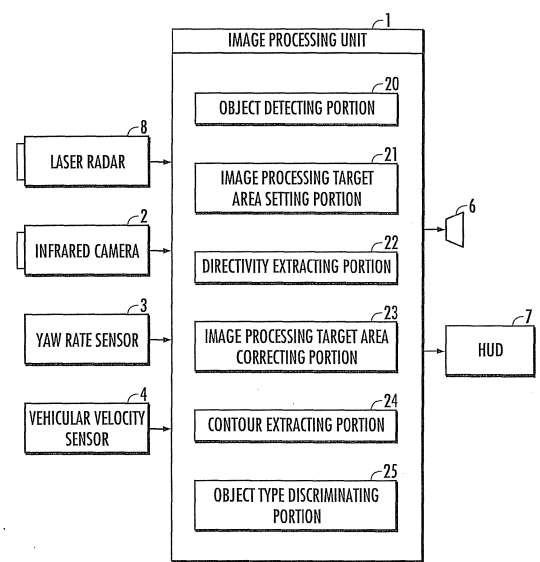 1
IMAGE PROCESSING UNIT
20
OBJECT DETECTING PORTION
8
LASER RADAR
21
IMAGE PROCESSING TARGET
AREA SETTING PORTION
6
2
INFRARED CAMERA
22
DIRECTIVITY EXTRACTING PORTION
3
YAW RATE SENSOR
23
IMAGE PROCESSING TARGET AREA
CORRECTING PORTION
7
HUD
4
VEHICULAR VELOCITY
SENSOR
24
CONTOUR EXTRACTING PORTION
25
OBJECT TYPE DISCRIMINATING
PORTION